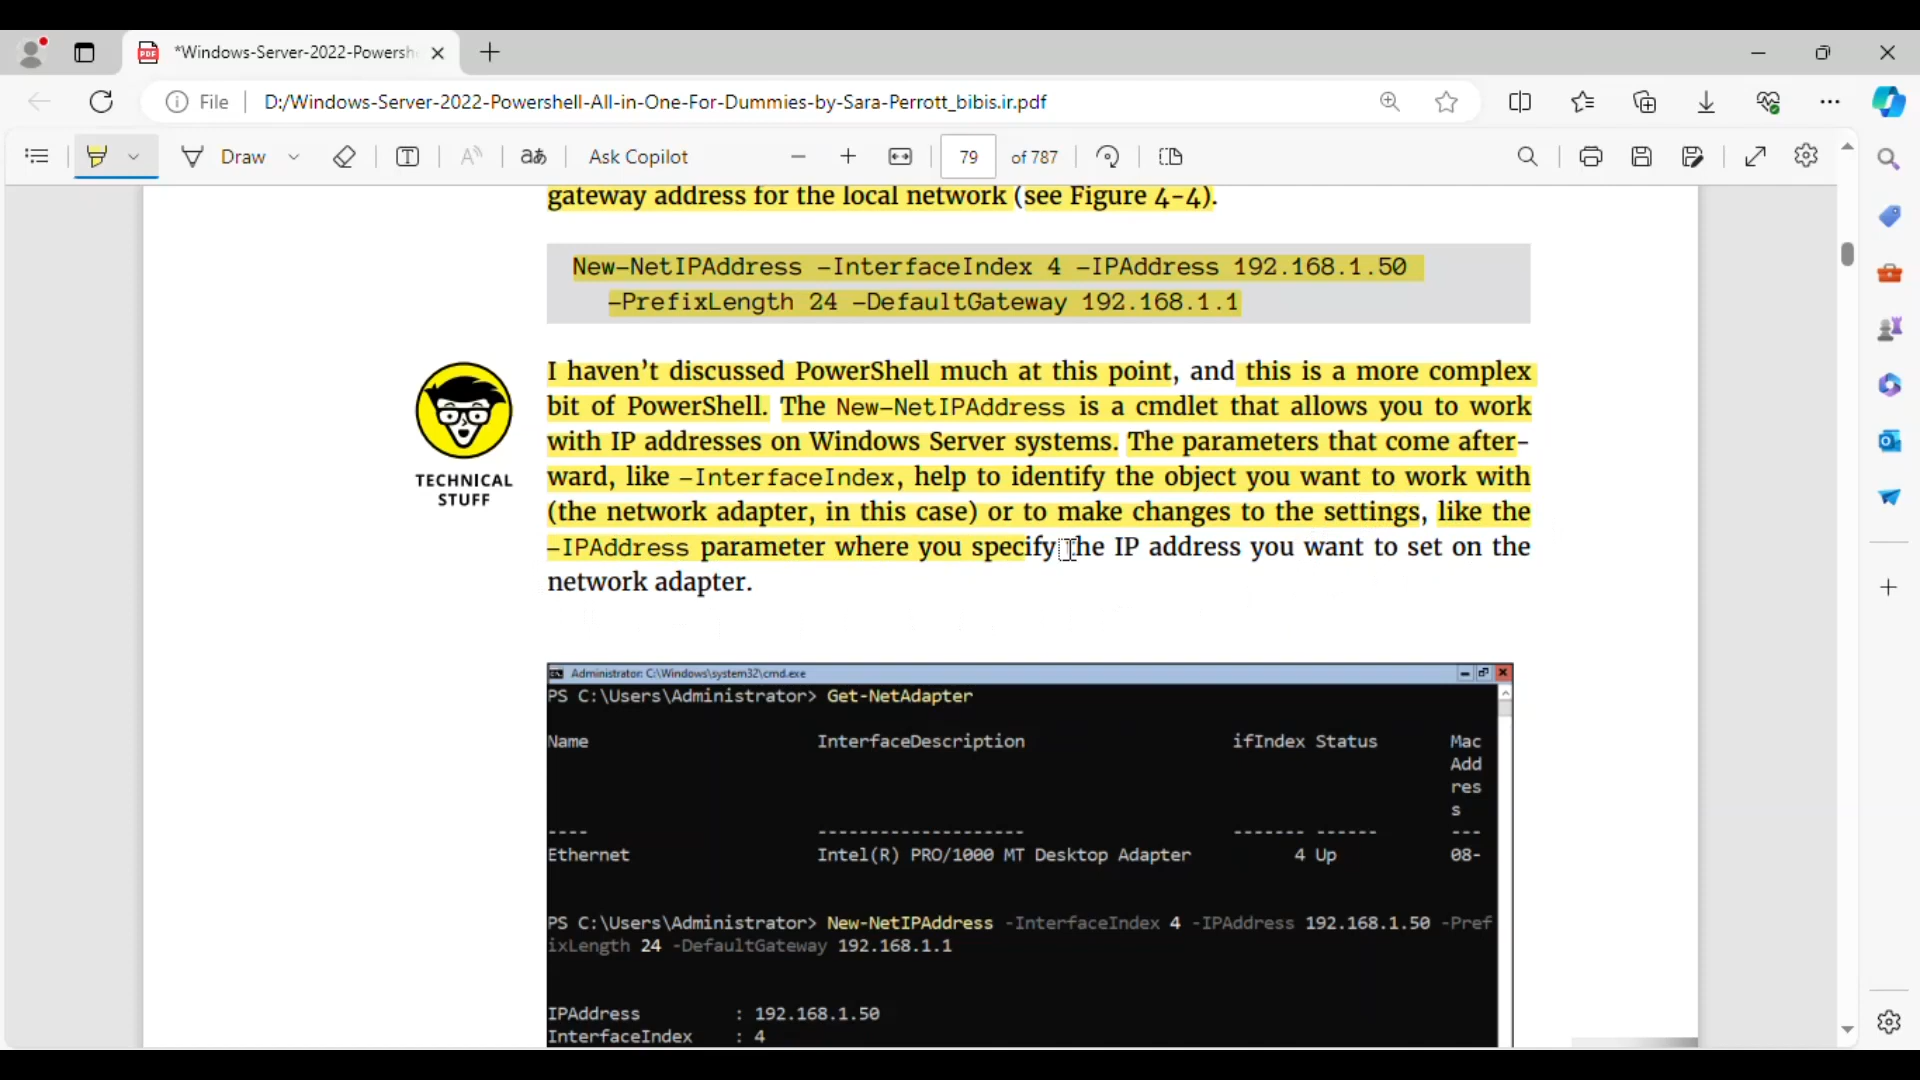 *Windows-Server-2022-Powersh
File
D:/Windows-Server-2022-Powershell-All-in-One-For-Dummies-by-Sara-Perrott_bibis.ir.pdf
Draw
Ask Copilot
79
of 787
gateway address for the local network (see Figure 4-4).
New-NetIPAddress -InterfaceIndex 4 -IPAddress 192.168.1.50
-PrefixLength 24 -DefaultGateway 192.168.1.1
TECHNICAL
STUFF
I haven't discussed PowerShell much at this point, and this is a more complex
bit of PowerShell. The New-NetIPAddress is a cmdlet that allows you to work
with IP addresses on Windows Server systems. The parameters that come after-
ward, like -InterfaceIndex, help to identify the object you want to work with
(the network adapter, in this case) or to make changes to the settings, like the
-IPAddress parameter where you specify the IP address you want to set on the
network adapter.
Administrator: C:\Windows\system32\cmd.exe
PS C:\Users\Administrator> Get-NetAdapter
Name InterfaceDescription ifIndex Status Mac
Add
res
s
---- -------------------- ------- ------ ---
Ethernet Intel(R) PRO/1000 MT Desktop Adapter 4 Up 08-
PS C:\Users\Administrator> New-NetIPAddress -InterfaceIndex 4 -IPAddress 192.168.1.50 -Pref
ixLength 24 -DefaultGateway 192.168.1.1
IPAddress : 192.168.1.50
InterfaceIndex : 4